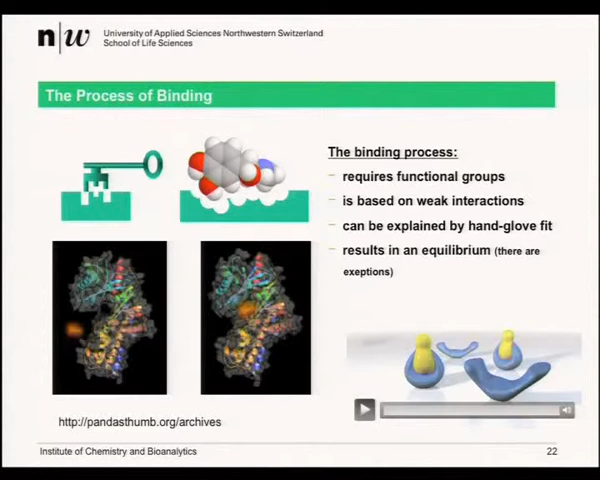 n w
University of Applied Sciences Northwestern Switzerland
School of Life Sciences
The Process of Binding
The binding process:
– requires functional groups
– is based on weak interactions
– can be explained by hand-glove fit
– results in an equilibrium (there are
exeptions)
http://pandasthumb.org/archives
Institute of Chemistry and Bioanalytics
22